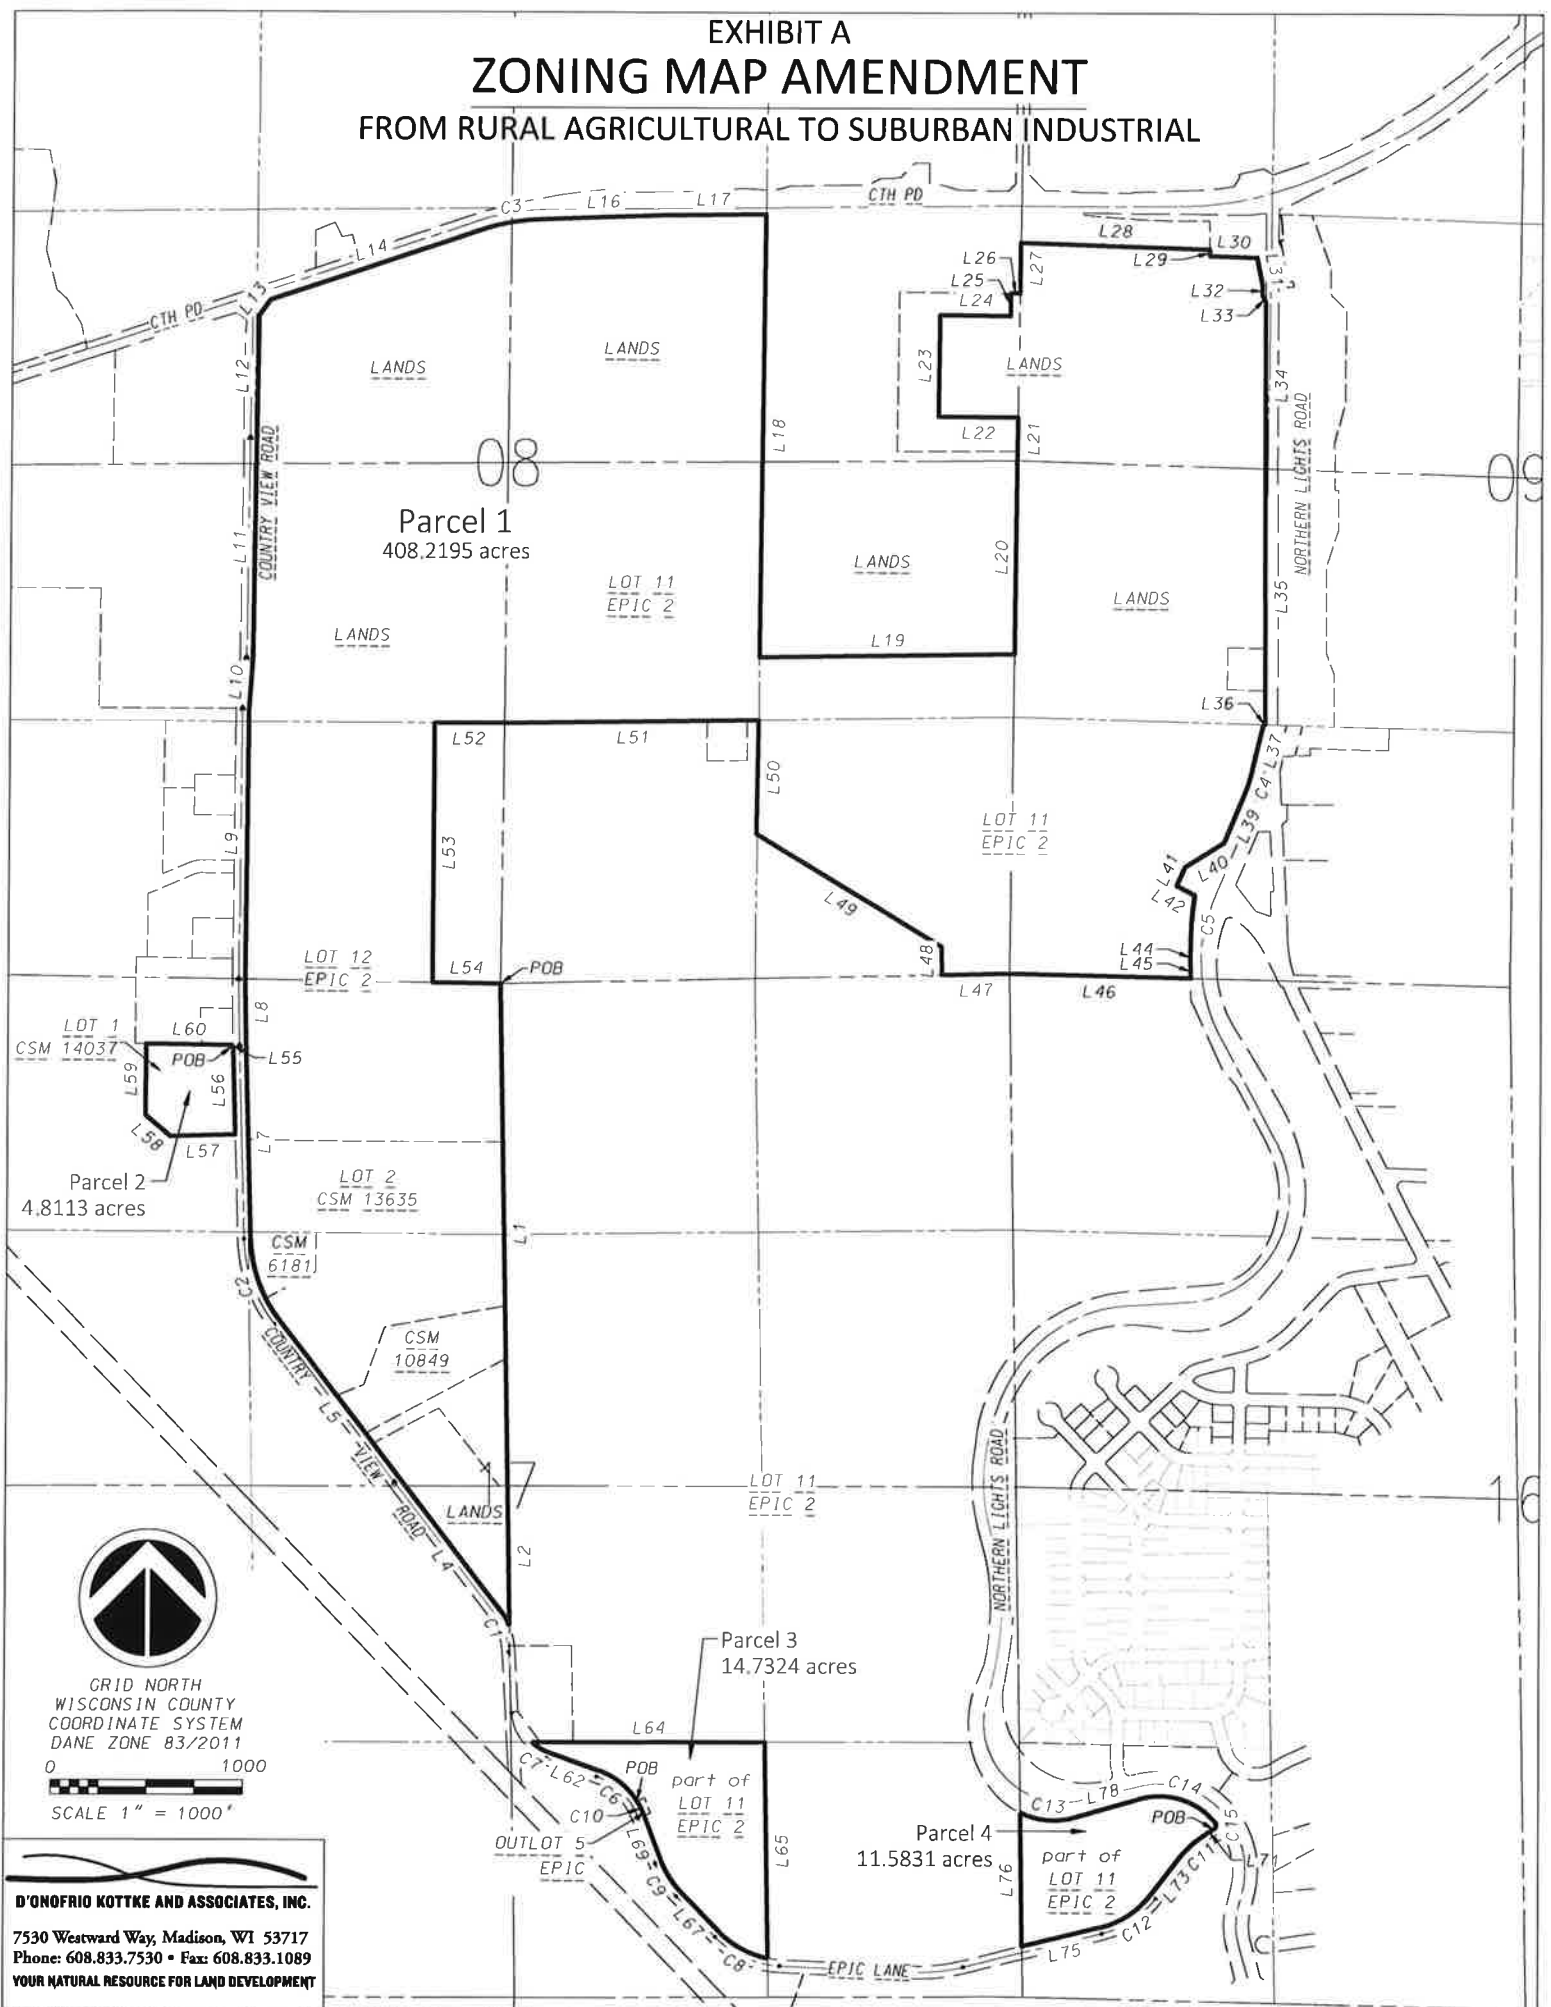 EXHIBIT A
ZONING MAP AMENDMENT
FROM RURAL AGRICULTURAL TO SUBURBAN INDUSTRIAL
CTH PD
C3
L16
L17
L14
L13
CTH PD
L12
L28
L29
L30
L31
L26
L27
L25
L24
L32
L33
L23
L34
LANDS
LANDS
LANDS
L18
L22
L21
NORTHERN LIGHTS ROAD
COUNTRY VIEW ROAD
08
09
Parcel 1
408.2195 acres
L11
L20
LANDS
LOT 11
EPIC 2
LANDS
L35
LANDS
L19
L10
L36
L52
L51
L50
L37
C4
L9
L53
LOT 11
EPIC 2
L39
L40
L41
L42
L49
C5
L44
L45
L48
L47
L46
LOT 12
EPIC 2
L54
POB
L8
LOT 1
CSM 14037
L60
POB
L55
L59
L56
L58
L57
L7
Parcel 2
4.8113 acres
LOT 2
CSM 13635
L1
CSM
6181
C2
COUNTRY
CSM
10849
L5
VIEW
17
LOT 11
EPIC 2
NORTHERN LIGHTS ROAD
16
LANDS
ROAD
L4
L2
C1
GRID NORTH
WISCONSIN COUNTY
COORDINATE SYSTEM
DANE ZONE 83/2011
0 1000
SCALE 1" = 1000'
Parcel 3
14.7324 acres
L64
C7
L62
POB
C6
C10
part of
LOT 11
EPIC 2
OUTLOT 5
EPIC
L69
L65
C9
L67
C8
EPIC LANE
C13
L78
C14
POB
C15
Parcel 4
11.5831 acres
part of
LOT 11
EPIC 2
L76
C11
L71
L73
C12
L75
D'ONOFRIO KOTTKE AND ASSOCIATES, INC.
7530 Westward Way, Madison, WI 53717
Phone: 608.833.7530 • Fax: 608.833.1089
YOUR NATURAL RESOURCE FOR LAND DEVELOPMENT